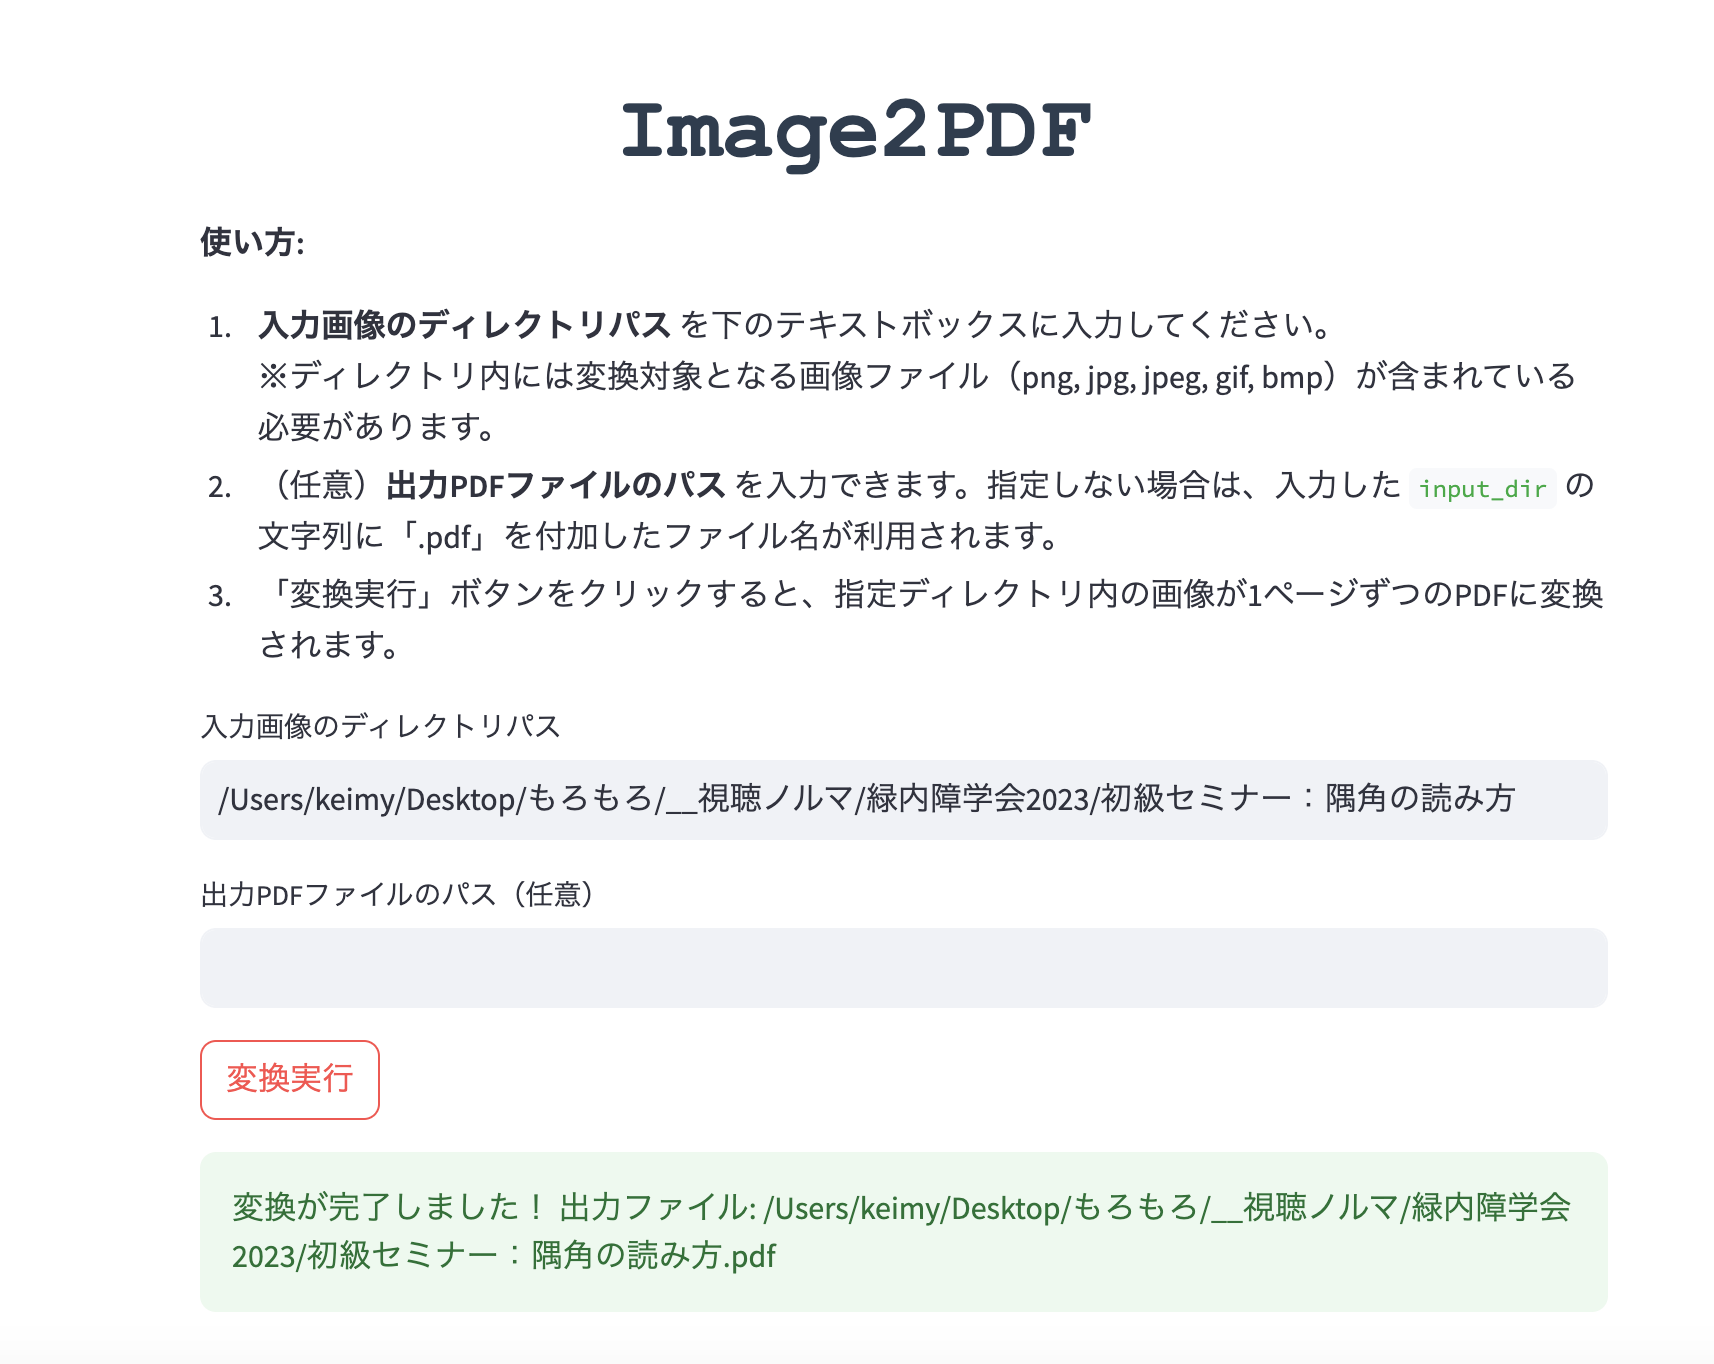 Image2PDF
使い方:
1. 入力画像のディレクトリパス を下のテキストボックスに入力してください。
※ディレクトリ内には変換対象となる画像ファイル（png, jpg, jpeg, gif, bmp）が含まれている
必要があります。
2. （任意）出力PDFファイルのパス を入力できます。指定しない場合は、入力した input_dir の
文字列に「.pdf」を付加したファイル名が利用されます。
3. 「変換実行」ボタンをクリックすると、指定ディレクトリ内の画像が1ページずつのPDFに変換
されます。
入力画像のディレクトリパス
/Users/keimy/Desktop/もろもろ/__視聴ノルマ/緑内障学会2023/初級セミナー：隅角の読み方
出力PDFファイルのパス（任意）
変換実行
変換が完了しました！ 出力ファイル: /Users/keimy/Desktop/もろもろ/__視聴ノルマ/緑内障学会
2023/初級セミナー：隅角の読み方.pdf